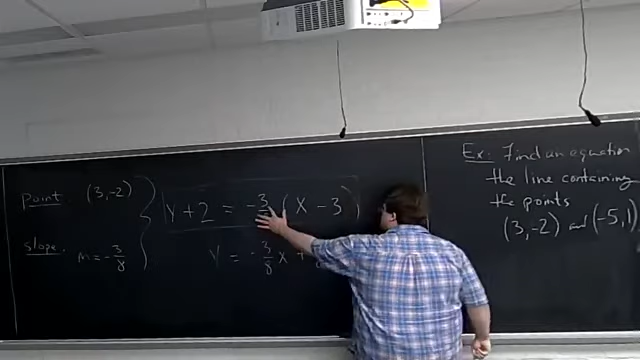 Point. (3,-2)
slope. m = -3/8
y + 2 = -3 (x - 3)
y = -3/8 x +
Ex: Find an equation
the line containing
the points
(3,-2) and (-5,1)